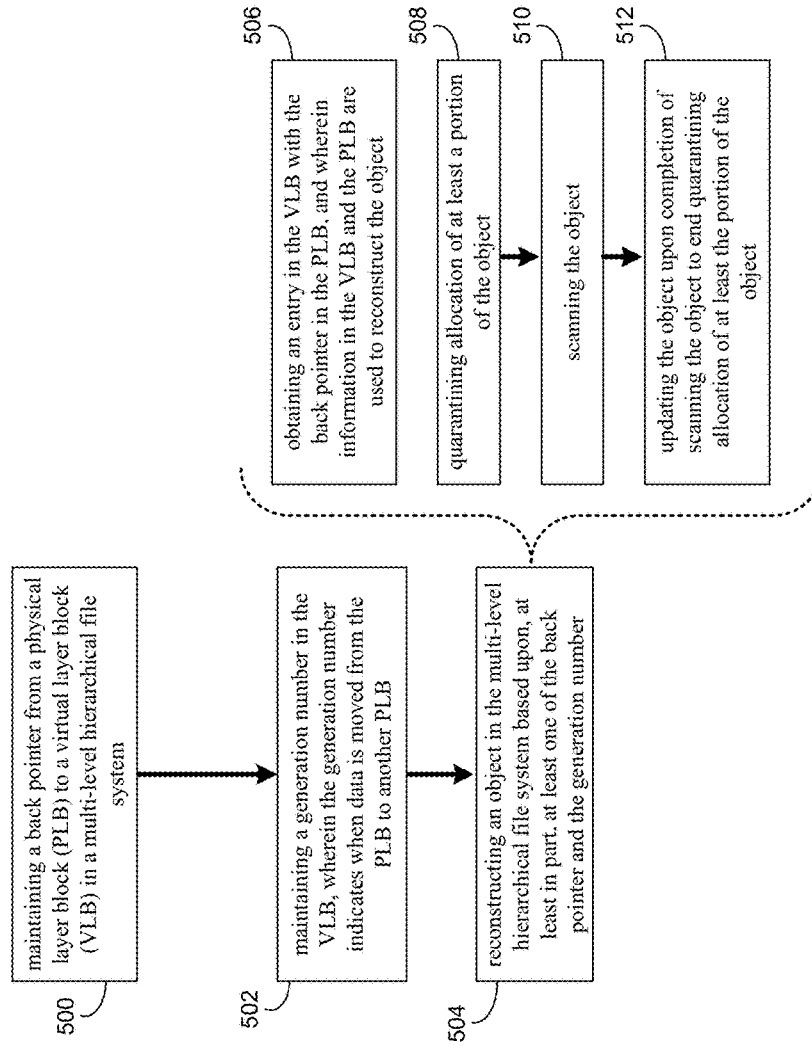 maintaining a back pointer from a physical
layer block (PLB) to a virtual layer block
(VLB) in a multi-level hierarchical file
system
500
maintaining a generation number in the
VLB, wherein the generation number
indicates when data is moved from the
PLB to another PLB
502
reconstructing an object in the multi-level
hierarchical file system based upon, at
least in part, at least one of the back
pointer and the generation number
504
obtaining an entry in the VLB with the
back pointer in the PLB, and wherein
information in the VLB and the PLB are
used to reconstruct the object
506
quarantining allocation of at least a portion
of the object
508
scanning the object
510
updating the object upon completion of
scanning the object to end quarantining
allocation of at least the portion of the
object
512